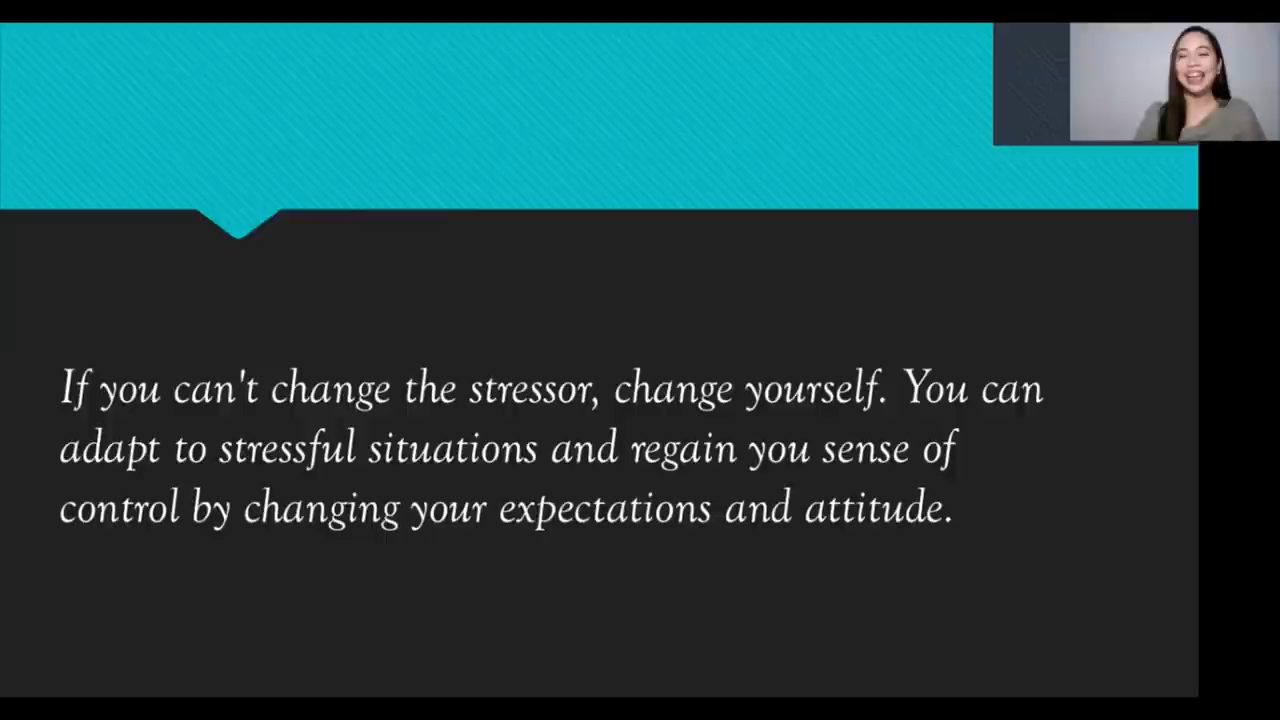 If you can't change the stressor, change yourself. You can
adapt to stressful situations and regain you sense of
control by changing your expectations and attitude.